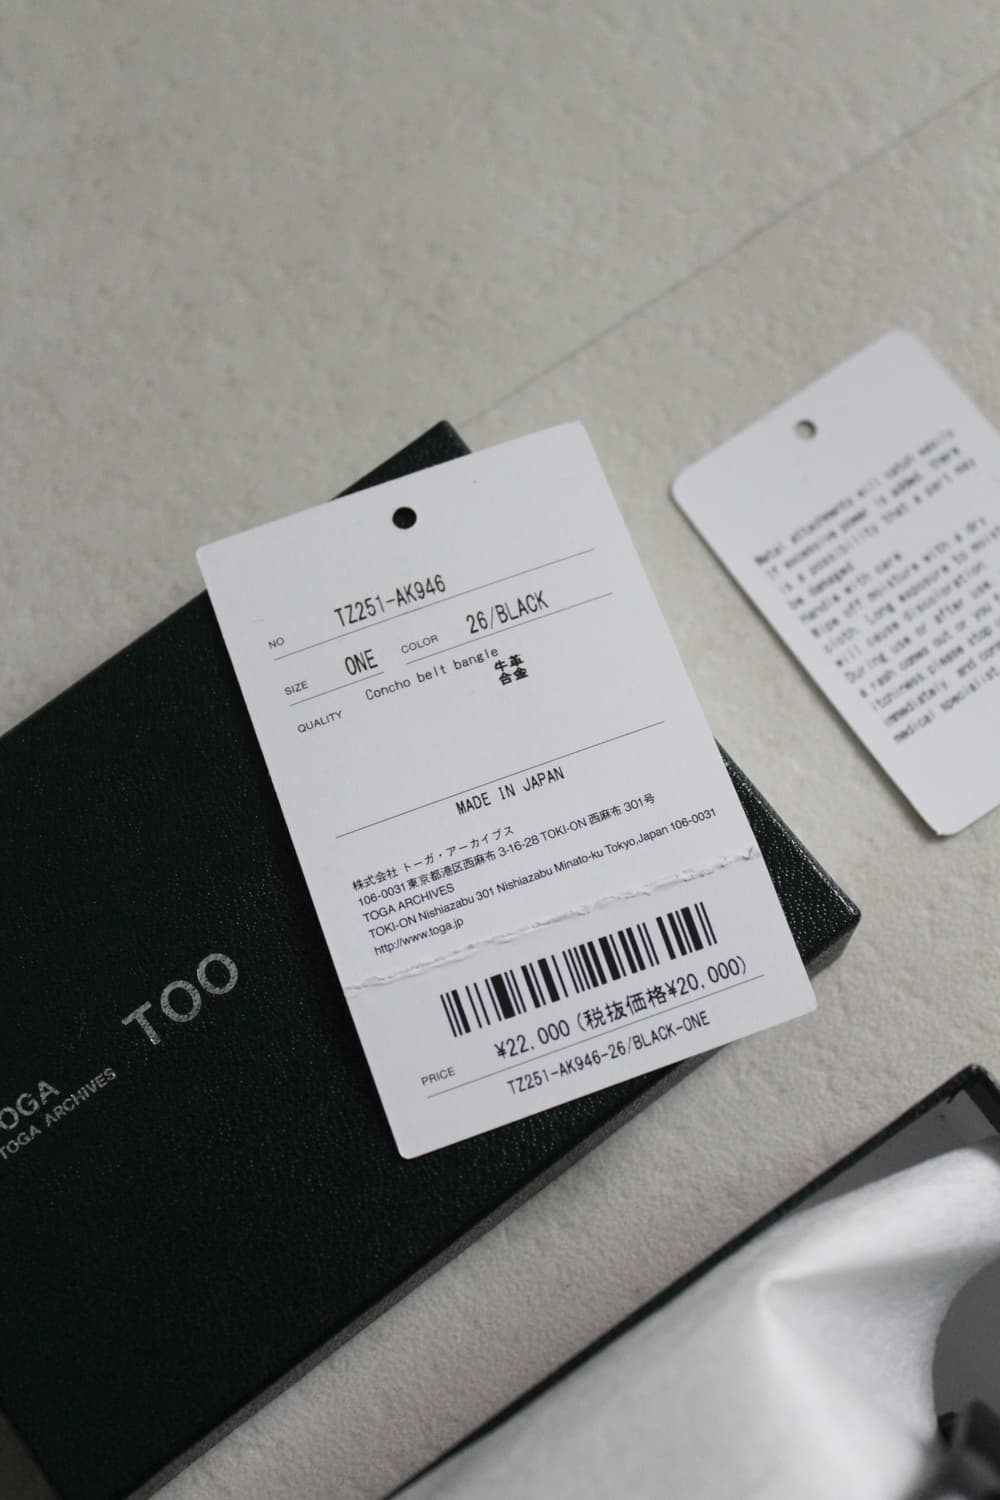 NO TZ251-AK946
SIZE ONE COLOR 26/BLACK
QUALITY Concho belt bangle
牛革
合金
MADE IN JAPAN
株式会社 トーガ・アーカイブス
106-0031 東京都港区西麻布 3-16-28 TOKI-ON 西麻布 301号
TOGA ARCHIVES
TOKI-ON Nishiazabu 301 Nishiazabu Minato-ku Tokyo,Japan 106-0031
http://www.toga.jp
¥22,000 (税抜価格¥20,000)
PRICE
TZ251-AK946-26/BLACK-ONE
OGA TOO
TOGA ARCHIVES
Metal attachments will catch easily
If excessive power is added, there
is a possibility that a part may
be damaged
Handle with care
Wipe off moisture with a dry
cloth. Long exposure to moist
will cause discoloration
During use or after use
a rash comes out or you
itchiness please stop
immediately, and con
medical specialist